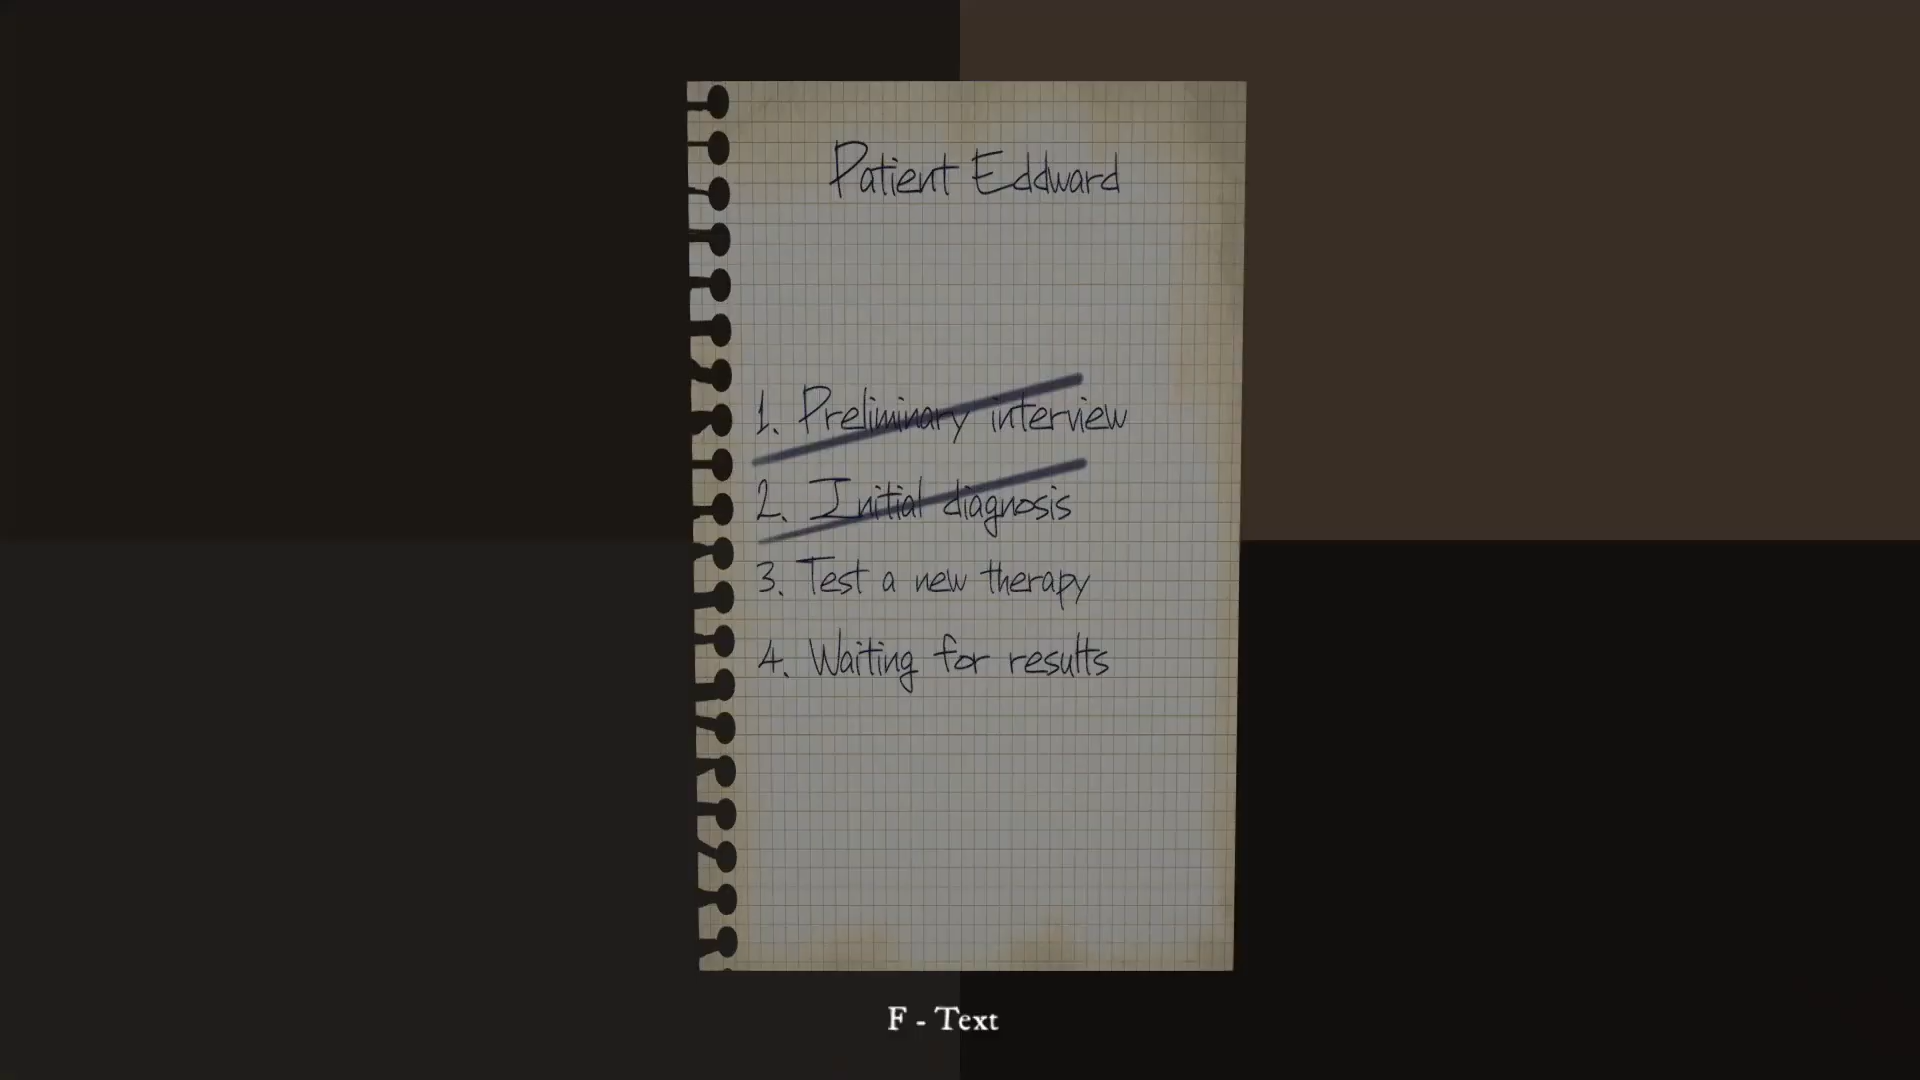 Patient Eddward
1. Preliminary interview
2. Initial diagnosis
3. Test a new therapy
4. Waiting for results
F - Text